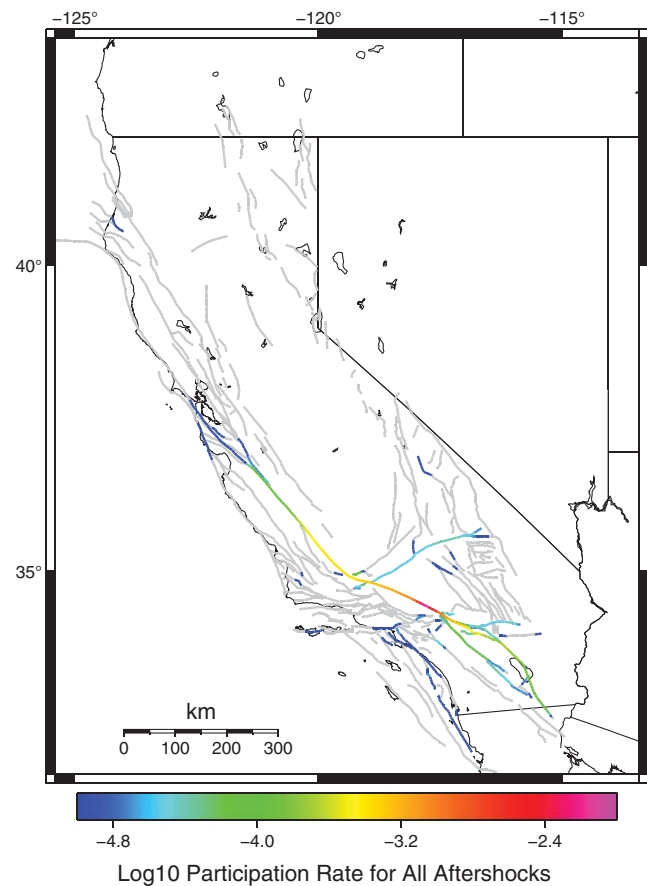 −125° −120° −115°
40°
35°
km
0 100 200 300
−4.8 −4.0 −3.2 −2.4
Log10 Participation Rate for All Aftershocks